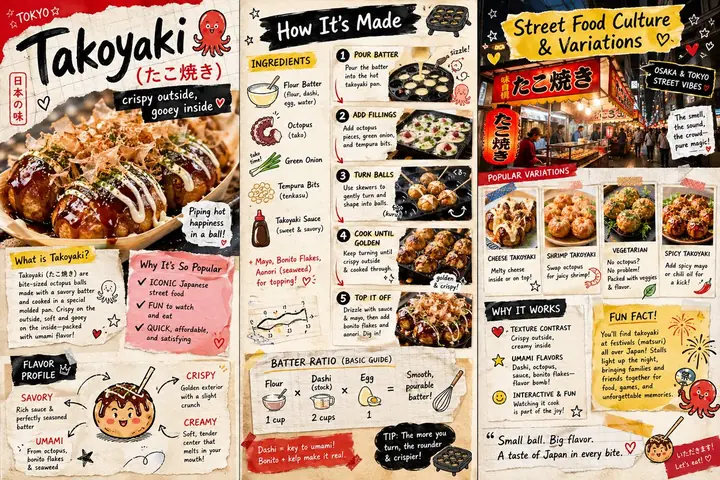 TOKYO
Takoyaki
(たこ焼き)
日本の味
crispy outside,
gooey inside
Piping hot
happiness
in a ball!
What is Takoyaki?
Takoyaki (たこ焼き) are
bite-sized octopus balls
made with a savory batter
and cooked in a special
molded pan. Crispy on the
outside, soft and gooey
on the inside—packed
with umami flavor!
Why It's So Popular
✓ ICONIC Japanese
street food
✓ FUN to watch
and eat
✓ QUICK, affordable,
and satisfying
FLAVOR
PROFILE
SAVORY
Rich sauce &
perfectly seasoned
batter
UMAMI
From octopus,
bonito flakes
& seaweed
CRISPY
Golden exterior
with a slight
crunch
CREAMY
Soft, tender
center that
melts in your
mouth!
How It's Made
INGREDIENTS
Flour Batter
(flour, dashi,
egg, water)
Octopus
(tako)
tako
time!
Green Onion
Tempura Bits
(tenkasu)
Takoyaki Sauce
(sweet & savory)
+ Mayo, Bonito Flakes,
Aonori (seaweed)
for topping!
1 POUR BATTER
Pour the batter
into the hot
takoyaki pan.
sizzle!
2 ADD FILLINGS
Add octopus
pieces, green onion,
and tempura bits.
3 TURN BALLS
Use skewers to
gently turn and
shape into balls.
(kuru)
4 COOK UNTIL
GOLDEN
Keep turning until
crispy outside
& cooked through.
golden
& crispy!
5 TOP IT OFF
Drizzle with sauce
& mayo, then add
bonito flakes and
aonori. Dig in!
BATTER RATIO (BASIC GUIDE)
Flour
1 cup
×
Dashi
(stock)
2 cups
×
Egg
1
=
Smooth,
pourable
batter!
Dashi = key to umami!
Bonito + kelp make it real.
TIP: The more you
turn, the rounder
& crispier!
Street Food Culture
& Variations
OSAKA & TOKYO
STREET VIBES
たこ焼き
たこ焼き
The smell,
the sound,
the crowd—
pure magic!
POPULAR VARIATIONS
CHEESE TAKOYAKI
Melty cheese
inside or on top!
SHRIMP TAKOYAKI
Swap octopus
for juicy shrimp!
VEGETARIAN
No octopus?
No problem!
Packed with veggies
& flavor.
SPICY TAKOYAKI
Add spicy mayo
or chili oil for
a kick!
WHY IT WORKS
TEXTURE CONTRAST
Crispy outside,
creamy inside.
UMAMI FLAVORS
Dashi, octopus,
sauce, bonito flakes—
flavor bomb!
INTERACTIVE & FUN
Watching it cook
is part of the joy!
FUN FACT!
You'll find takoyaki
at festivals (matsuri)
all over Japan! Stalls
light up the night,
bringing families and
friends together for
food, games, and
unforgettable memories.
“ Small ball. Big flavor.
A taste of Japan in every bite.
いただきます!
Let's eat!